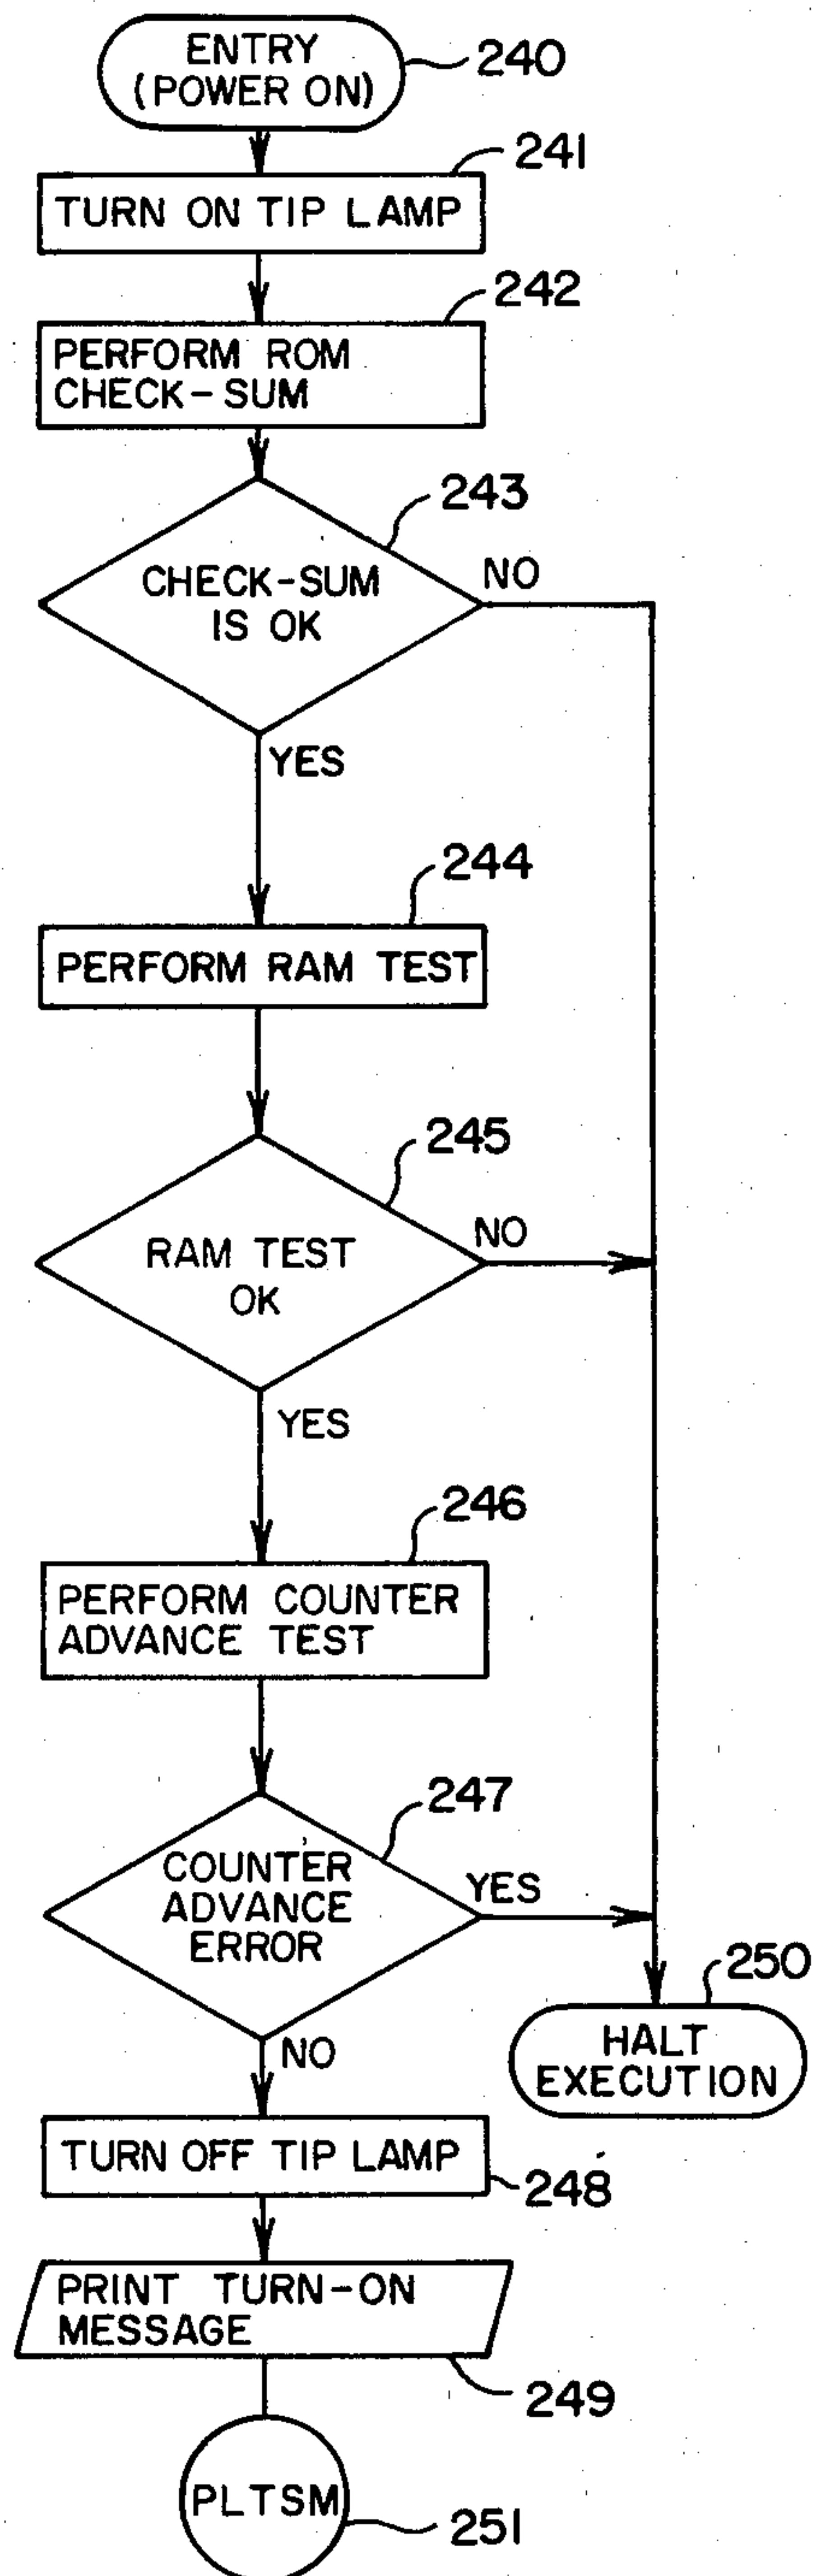 ENTRY
(POWER ON)
240
241
TURN ON TIP LAMP
242
PERFORM ROM
CHECK-SUM
243
CHECK-SUM
IS OK
NO
YES
244
PERFORM RAM TEST
245
RAM TEST
OK
NO
YES
246
PERFORM COUNTER
ADVANCE TEST
247
COUNTER
ADVANCE
ERROR
YES
NO
250
HALT
EXECUTION
TURN OFF TIP LAMP
248
PRINT TURN-ON
MESSAGE
249
PLTSM
251